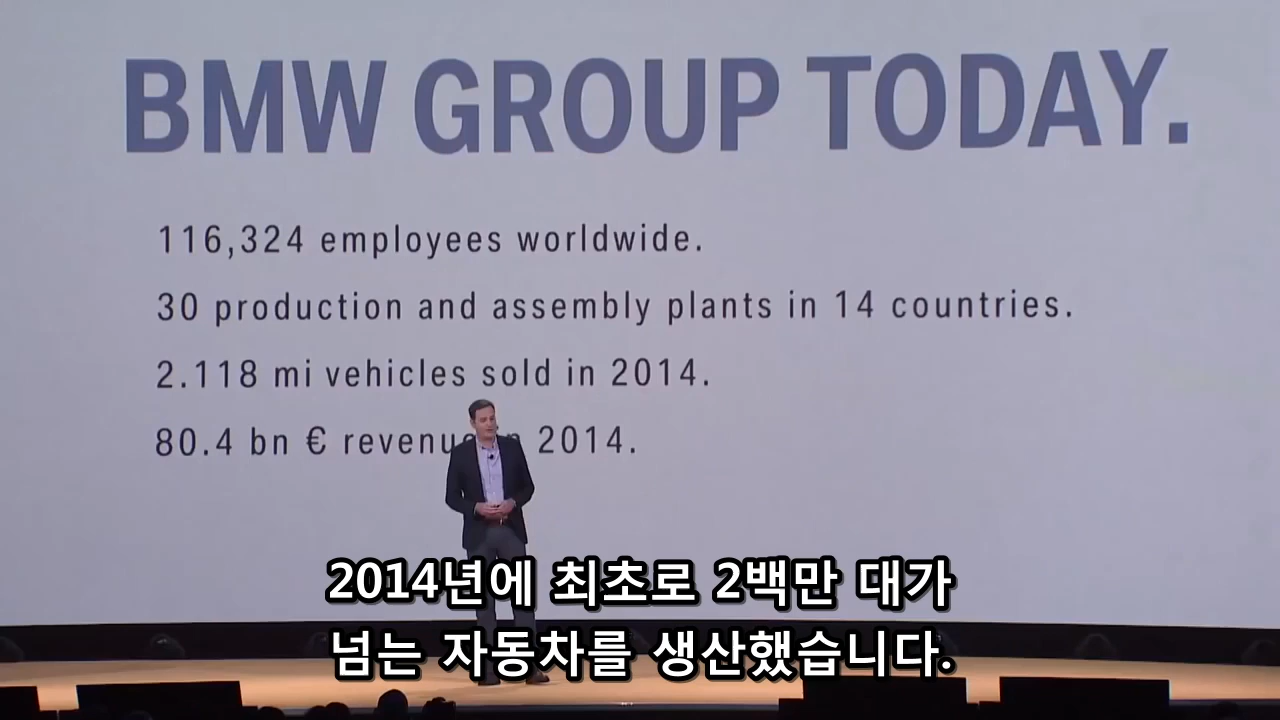 BMW GROUP TODAY.
116,324 employees worldwide.
30 production and assembly plants in 14 countries.
2.118 mi vehicles sold in 2014.
80.4 bn € revenue in 2014.
2014년에 최초로 2백만 대가
넘는 자동차를 생산했습니다.